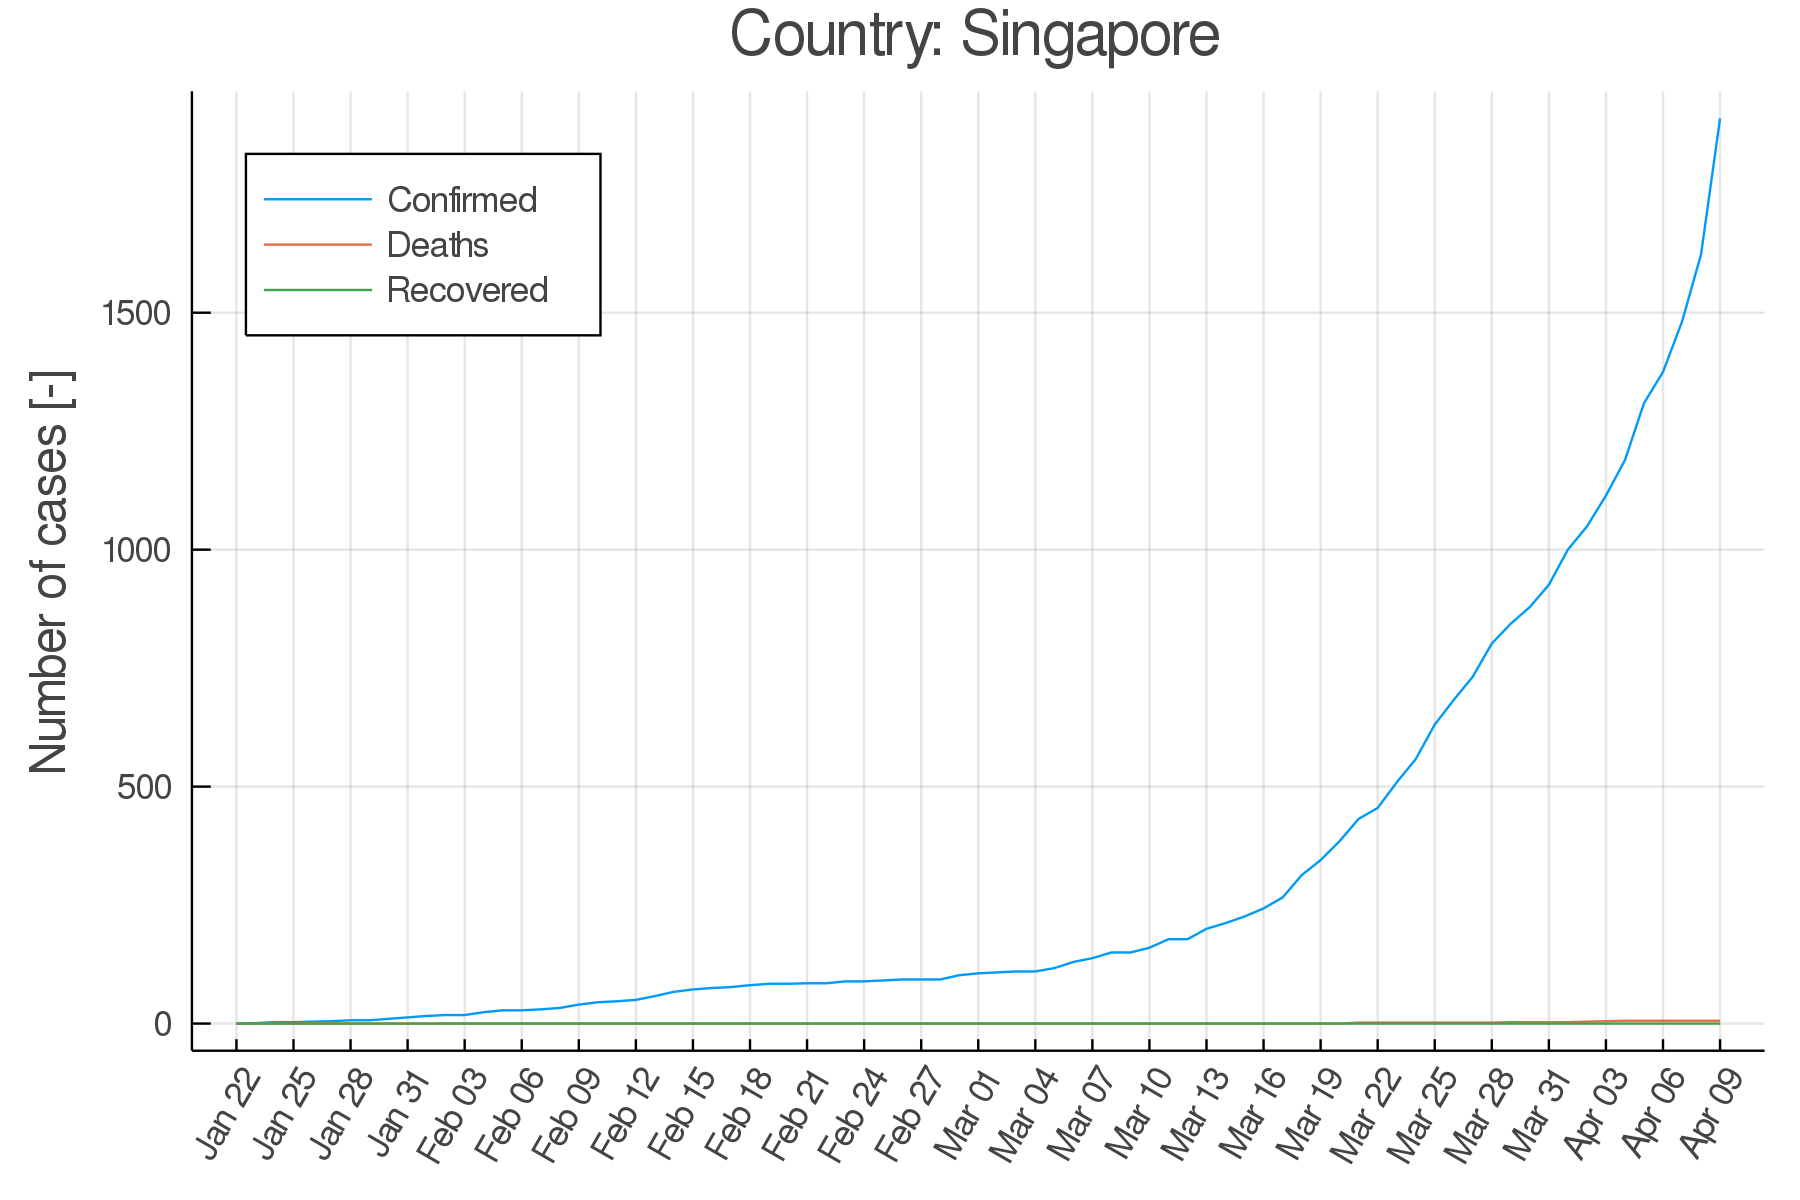 Country: Singapore
Confirmed
Deaths
Recovered
Number of cases [-]
1500
1000
500
0
Jan 22
Jan 25
Jan 28
Jan 31
Feb 03
Feb 06
Feb 09
Feb 12
Feb 15
Feb 18
Feb 21
Feb 24
Feb 27
Mar 01
Mar 04
Mar 07
Mar 10
Mar 13
Mar 16
Mar 19
Mar 22
Mar 25
Mar 28
Mar 31
Apr 03
Apr 06
Apr 09